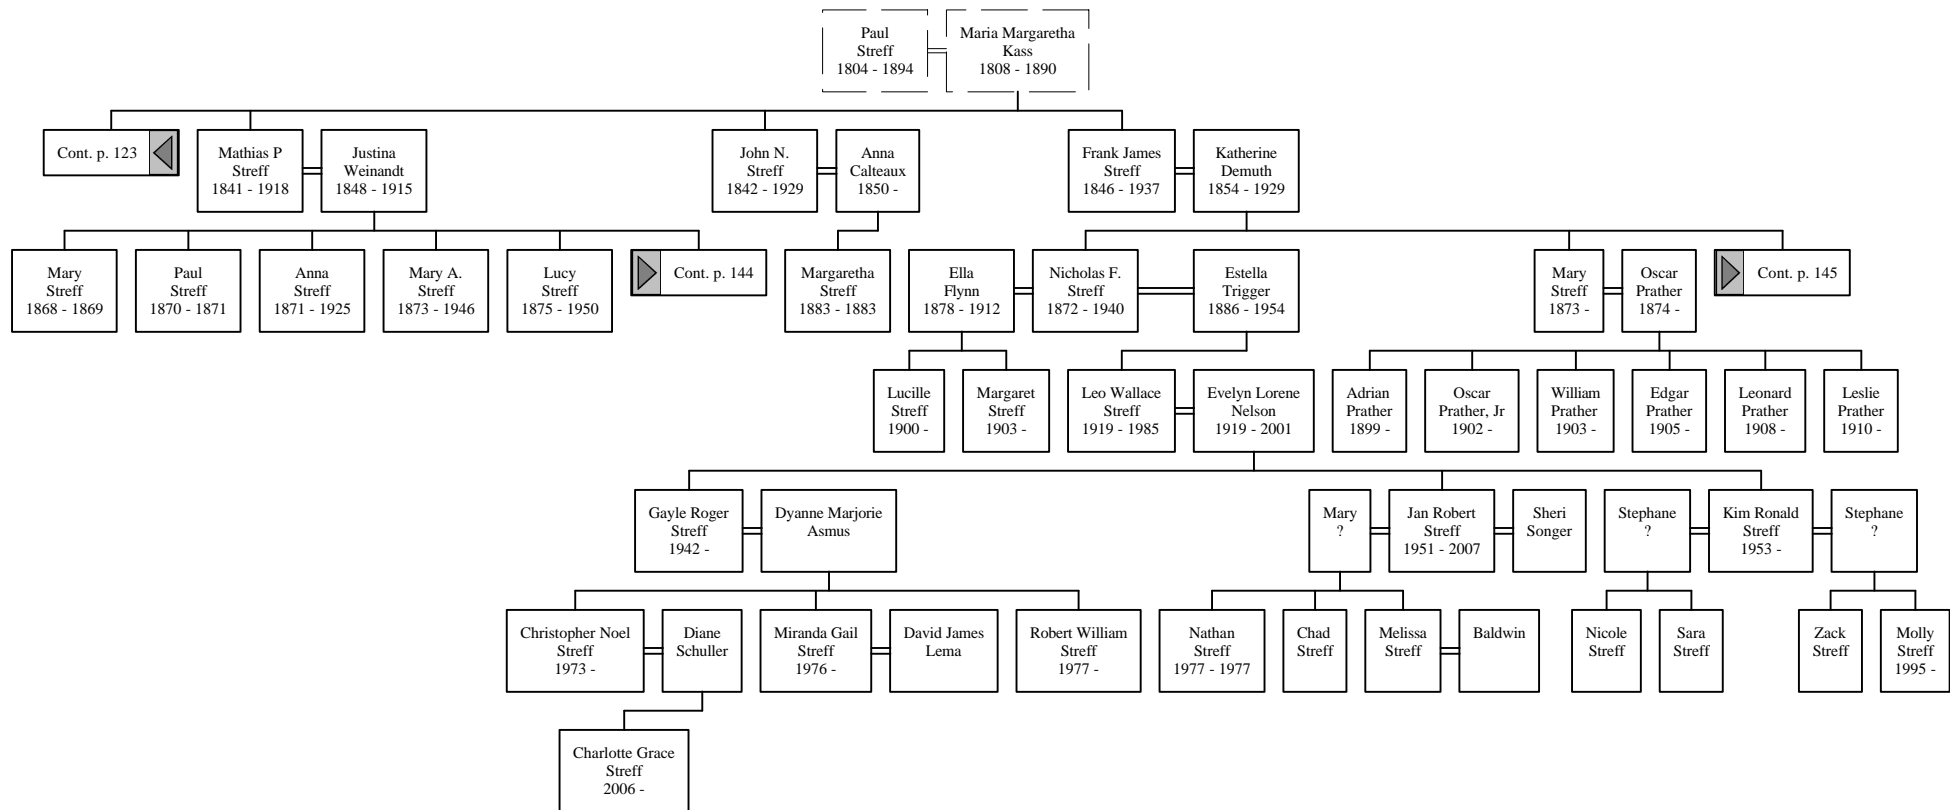 Paul
Streff
1804 - 1894
Maria Margaretha
Kass
1808 - 1890
Cont. p. 123
Mathias P
Streff
1841 - 1918
Justina
Weinandt
1848 - 1915
John N.
Streff
1842 - 1929
Anna
Calteaux
1850 -
Frank James
Streff
1846 - 1937
Katherine
Demuth
1854 - 1929
Mary
Streff
1868 - 1869
Paul
Streff
1870 - 1871
Anna
Streff
1871 - 1925
Mary A.
Streff
1873 - 1946
Lucy
Streff
1875 - 1950
Cont. p. 144
Margaretha
Streff
1883 - 1883
Ella
Flynn
1878 - 1912
Nicholas F.
Streff
1872 - 1940
Estella
Trigger
1886 - 1954
Mary
Streff
1873 -
Oscar
Prather
1874 -
Cont. p. 145
Lucille
Streff
1900 -
Margaret
Streff
1903 -
Leo Wallace
Streff
1919 - 1985
Evelyn Lorene
Nelson
1919 - 2001
Adrian
Prather
1899 -
Oscar
Prather, Jr
1902 -
William
Prather
1903 -
Edgar
Prather
1905 -
Leonard
Prather
1908 -
Leslie
Prather
1910 -
Gayle Roger
Streff
1942 -
Dyanne Marjorie
Asmus
Mary
?
Jan Robert
Streff
1951 - 2007
Sheri
Songer
Stephane
?
Kim Ronald
Streff
1953 -
Stephane
?
Christopher Noel
Streff
1973 -
Diane
Schuller
Miranda Gail
Streff
1976 -
David James
Lema
Robert William
Streff
1977 -
Nathan
Streff
1977 - 1977
Chad
Streff
Melissa
Streff
Baldwin
Nicole
Streff
Sara
Streff
Zack
Streff
Molly
Streff
1995 -
Charlotte Grace
Streff
2006 -